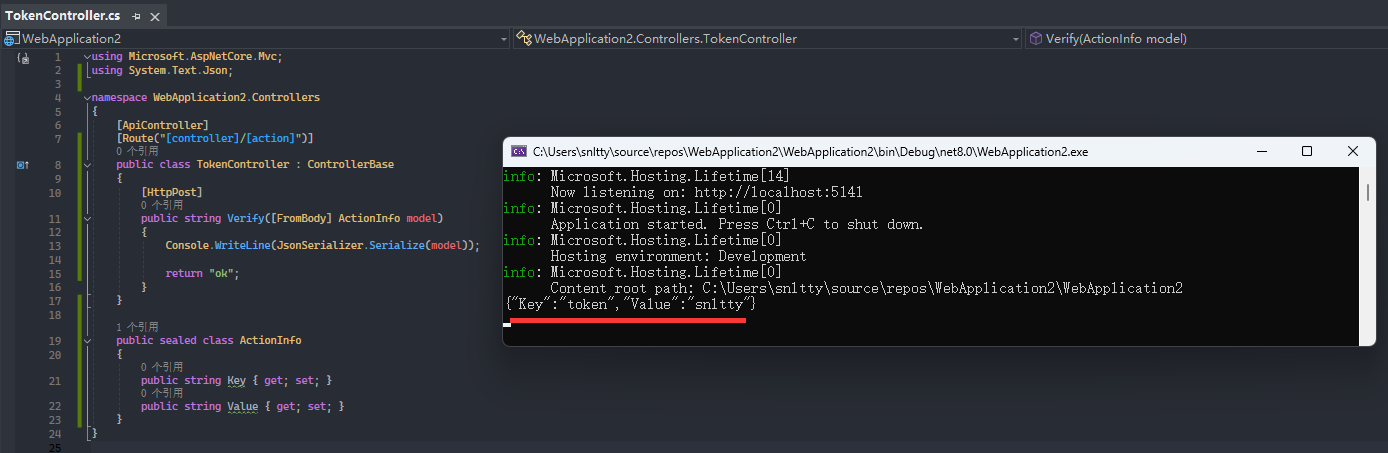 TokenController.cs
WebApplication2
WebApplication2.Controllers.TokenController
Verify(ActionInfo model)
1 using Microsoft.AspNetCore.Mvc;
2 using System.Text.Json;
3
4 namespace WebApplication2.Controllers
5 {
6 [ApiController]
7 [Route("[controller]/[action]")]
0 个引用
8 public class TokenController : ControllerBase
9 {
10 [HttpPost]
0 个引用
11 public string Verify([FromBody] ActionInfo model)
12 {
13 Console.WriteLine(JsonSerializer.Serialize(model));
14
15 return "ok";
16 }
17 }
18
1 个引用
19 public sealed class ActionInfo
20 {
0 个引用
21 public string Key { get; set; }
0 个引用
22 public string Value { get; set; }
23 }
24 }
25
C:\Users\snltty\source\repos\WebApplication2\WebApplication2\bin\Debug\net8.0\WebApplication2.exe
info: Microsoft.Hosting.Lifetime[14]
Now listening on: http://localhost:5141
info: Microsoft.Hosting.Lifetime[0]
Application started. Press Ctrl+C to shut down.
info: Microsoft.Hosting.Lifetime[0]
Hosting environment: Development
info: Microsoft.Hosting.Lifetime[0]
Content root path: C:\Users\snltty\source\repos\WebApplication2\WebApplication2
{"Key":"token","Value":"snltty"}